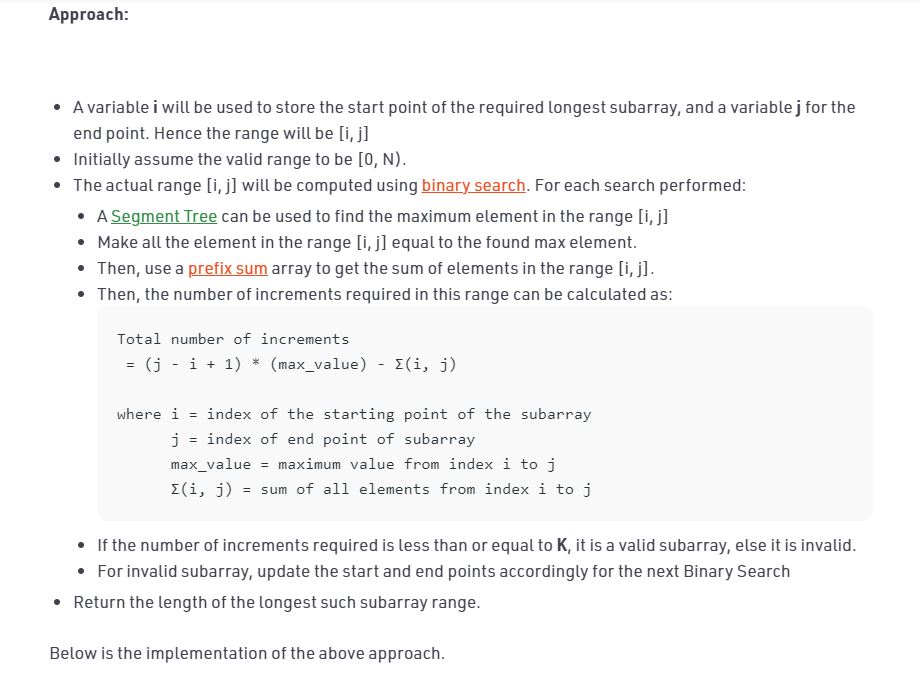 Approach:
• A variable i will be used to store the start point of the required longest subarray, and a variable j for the
end point. Hence the range will be [i, j]
• Initially assume the valid range to be [0, N).
• The actual range [i, j] will be computed using binary search. For each search performed:
• A Segment Tree can be used to find the maximum element in the range [i, j]
• Make all the element in the range [i, j] equal to the found max element.
• Then, use a prefix sum array to get the sum of elements in the range [i, j].
• Then, the number of increments required in this range can be calculated as:
Total number of increments
= (j - i + 1) * (max_value) - Σ(i, j)
where i = index of the starting point of the subarray
j = index of end point of subarray
max_value = maximum value from index i to j
Σ(i, j) = sum of all elements from index i to j
• If the number of increments required is less than or equal to K, it is a valid subarray, else it is invalid.
• For invalid subarray, update the start and end points accordingly for the next Binary Search
• Return the length of the longest such subarray range.
Below is the implementation of the above approach.